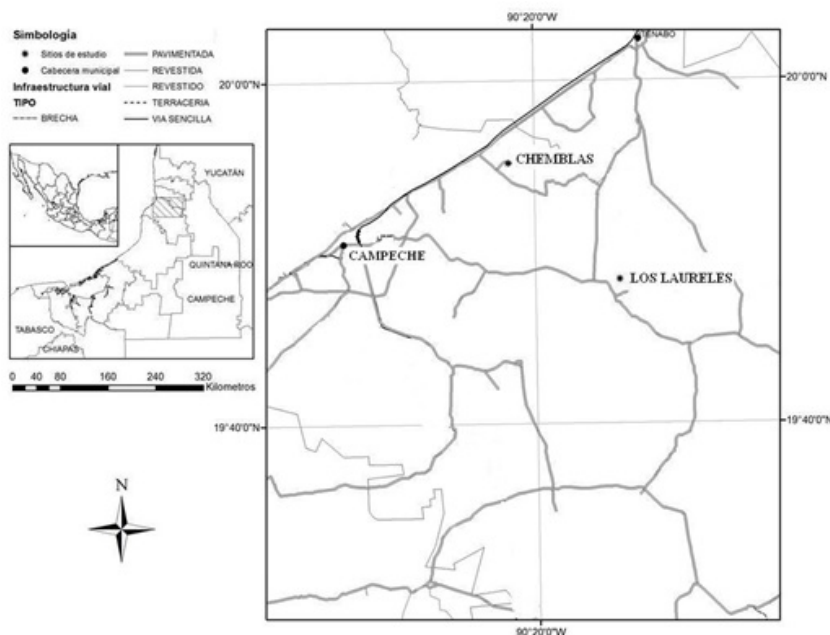 Simbología
Sitios de estudio
Cabecera municipal
Infraestructura vial
TIPO
BRECHA
PAVIMENTADA
REVESTIDA
REVESTIDO
TERRACERIA
VIA SENCILLA
YUCATÁN
QUINTANA ROO
CAMPECHE
TABASCO
CHIAPAS
0 40 80 160 240 320
Kilometros
N
90°20'0"W
TENABO
20°0'0"N
20°0'0"N
CHEMBLAS
CAMPECHE
LOS LAURELES
19°40'0"N
19°40'0"N
90°20'0"W